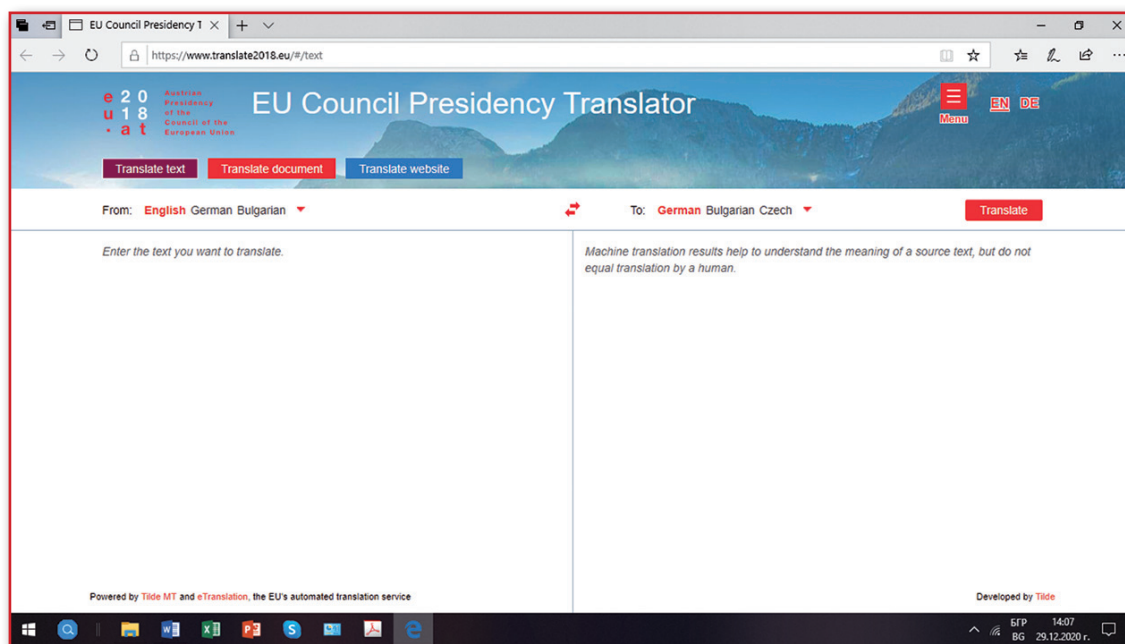 EU Council Presidency T
https://www.translate2018.eu/#/text
e 20
u 18
. a t
Austrian
Presidency
of the
Council of the
European Union
EU Council Presidency Translator
Menu
EN DE
Translate text Translate document Translate website
From: English German Bulgarian
To: German Bulgarian Czech
Translate
Enter the text you want to translate.
Machine translation results help to understand the meaning of a source text, but do not
equal translation by a human.
Powered by Tilde MT and eTranslation, the EU's automated translation service
Developed by Tilde
БГР 14:07
BG 29.12.2020 г.